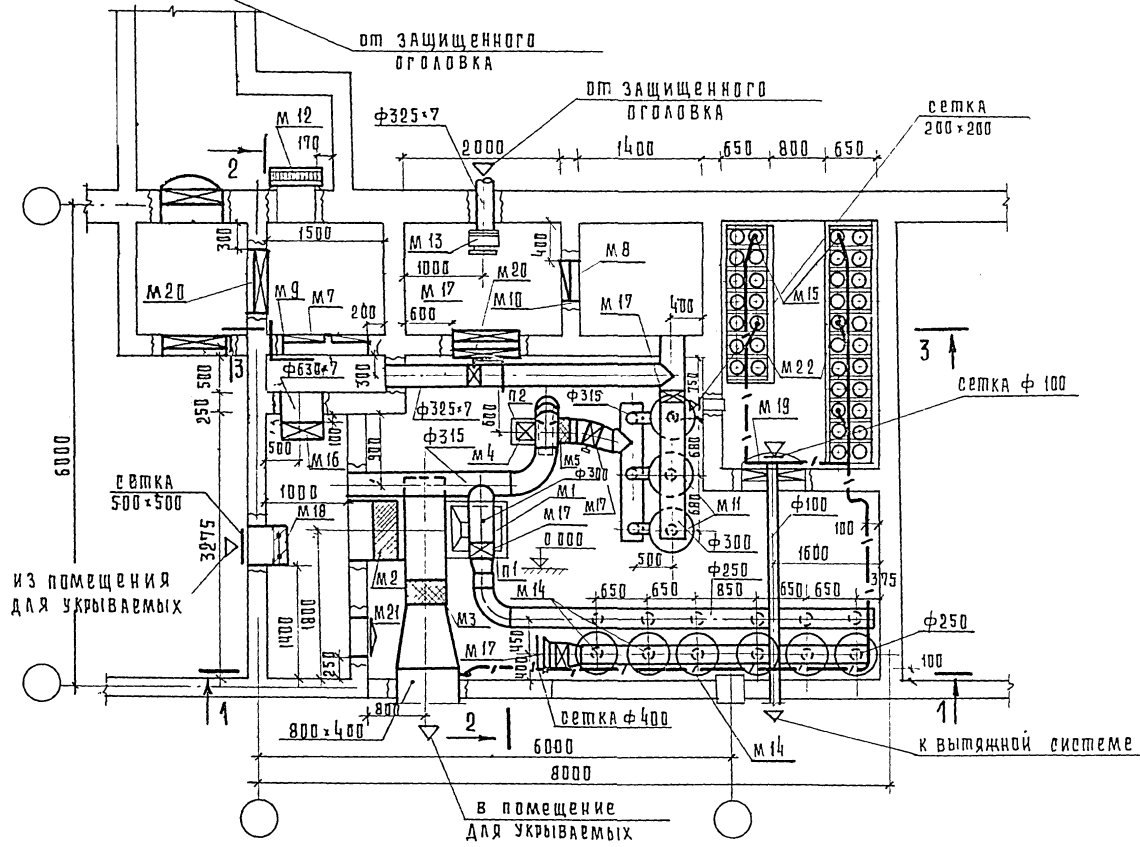 от защищенного
оголовка
от защищенного
оголовка
сетка
200×200
М12
170
ф325×7
2000
1400
650
800
650
2
300
1500
М13
400
М8
1000
М20
М20
М17
М10
М17
400
М15
М9
М7
200
600
3
3
ф630×7
300
750
М22
500
250
ф325×7
600
П2
ф315
сетка ф100
М19
100
900
ф315
М4
М5
ф300
680
500
М16
6000
сетка
500×500
1000
М1
М17
М17
680
М11
ф100
М18
0.000
ф300
100
3275
500
1600
из помещения
для укрываемых
М2
П1
ф250
375
М14
650
650
850
650
650
1800
М21
М3
1400
М17
450
400
ф250
250
100
1
1
800
сетка ф400
800×400
2
6000
М14
к вытяжной системе
8000
в помещение
для укрываемых